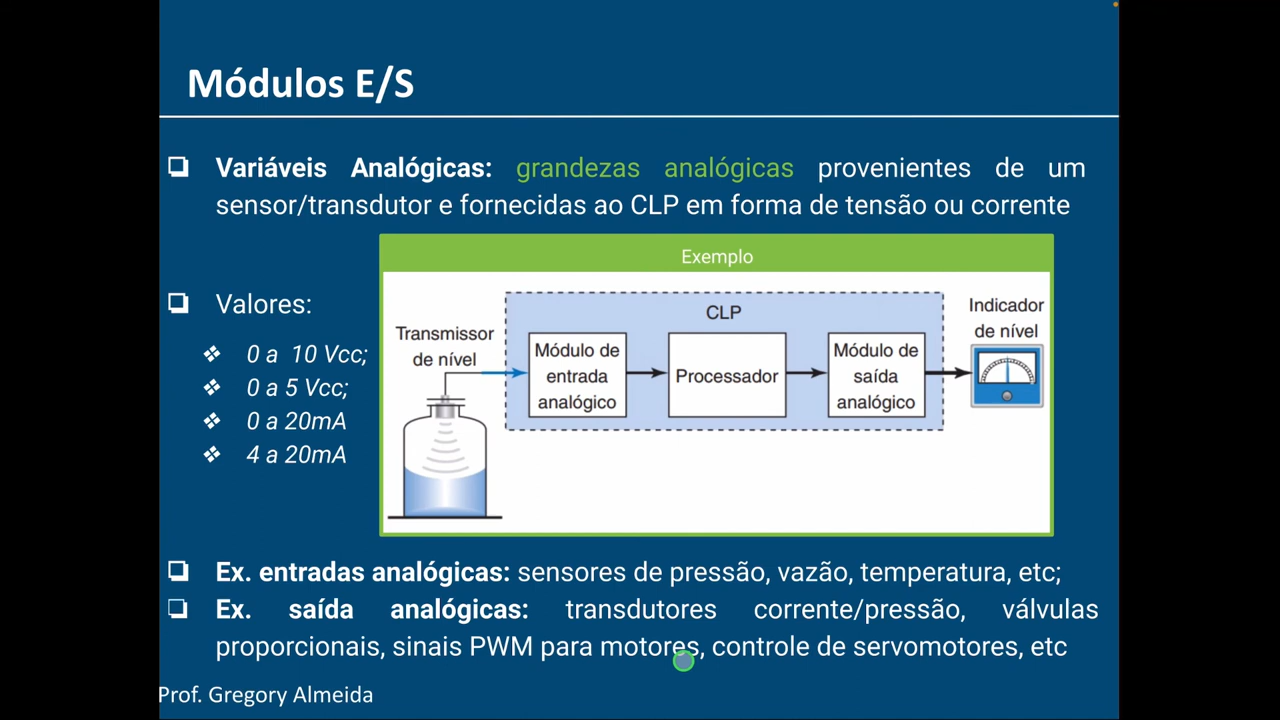 Módulos E/S
Variáveis Analógicas: grandezas analógicas provenientes de um
sensor/transdutor e fornecidas ao CLP em forma de tensão ou corrente
Valores:
0 a 10 Vcc;
0 a 5 Vcc;
0 a 20mA
4 a 20mA
Exemplo
Transmissor
de nível
CLP
Módulo de
entrada
analógico
Processador
Módulo de
saída
analógico
Indicador
de nível
Ex. entradas analógicas: sensores de pressão, vazão, temperatura, etc;
Ex. saída analógicas: transdutores corrente/pressão, válvulas
proporcionais, sinais PWM para motores, controle de servomotores, etc
Prof. Gregory Almeida